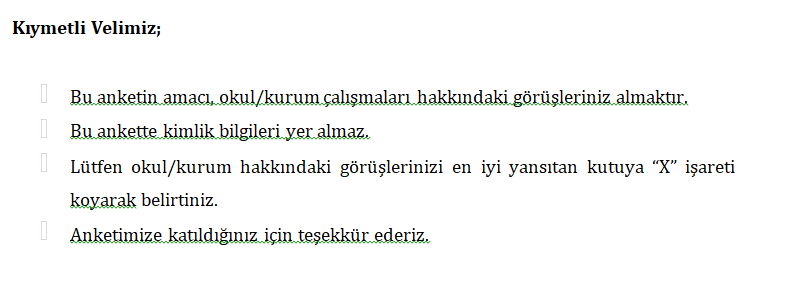 Kıymetli Velimiz;
Bu anketin amacı, okul/kurum çalışmaları hakkındaki görüşleriniz almaktır.
Bu ankette kimlik bilgileri yer almaz.
Lütfen okul/kurum hakkındaki görüşlerinizi en iyi yansıtan kutuya “X” işareti
koyarak belirtiniz.
Anketimize katıldığınız için teşekkür ederiz.